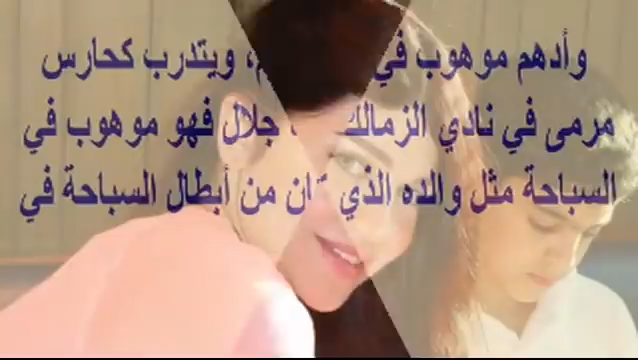 وأدهم موهوب في ويتدرب كحارس
مرمى في نادي الزمالك جلال فهو موهوب في
السباحة مثل والده الذي كان من أبطال السباحة في